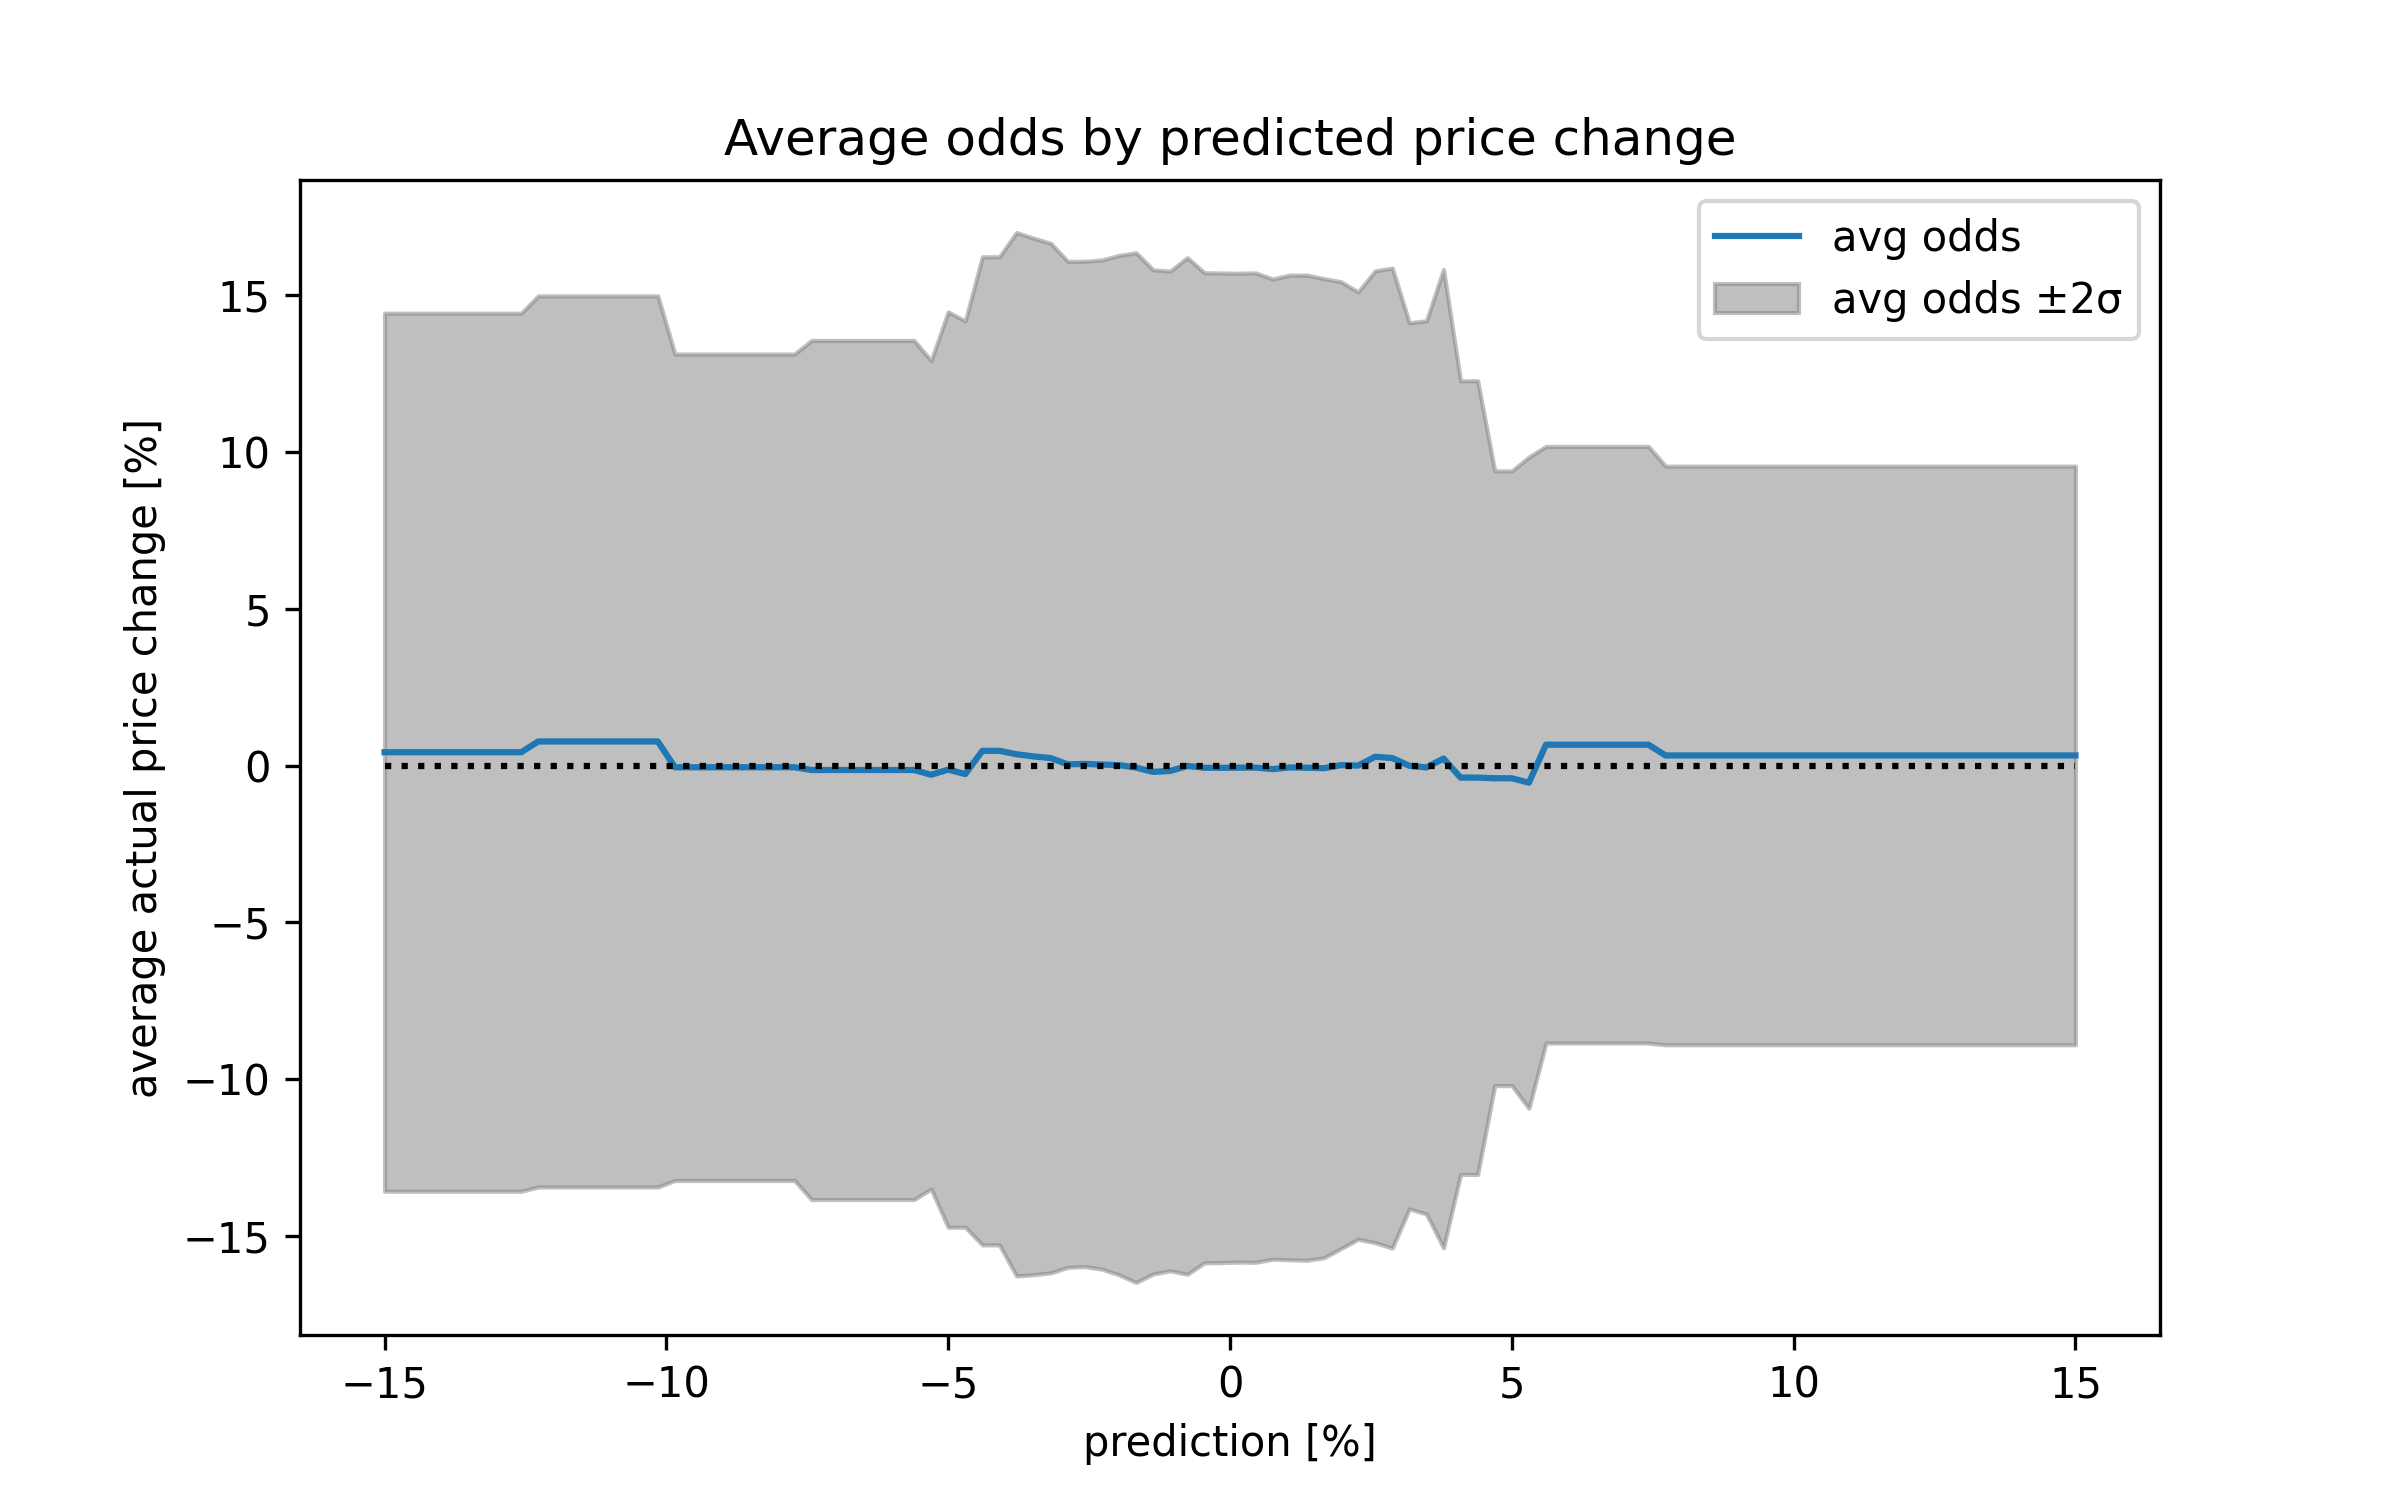 Average odds by predicted price change
avg odds
avg odds ±2σ
average actual price change [%]
15
10
5
0
−5
−10
−15
−15
−10
−5
0
5
10
15
prediction [%]